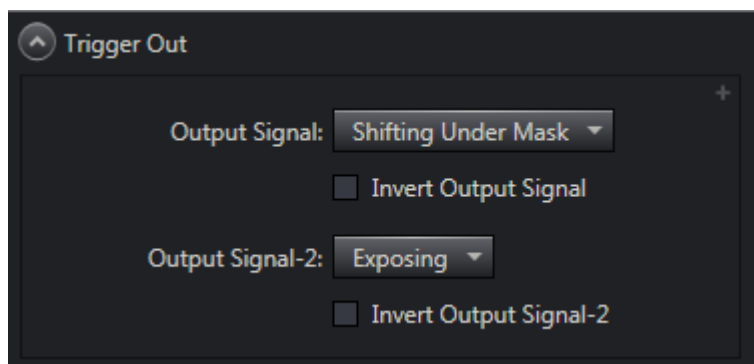 Trigger Out
Output Signal: Shifting Under Mask
Invert Output Signal
Output Signal-2: Exposing
Invert Output Signal-2